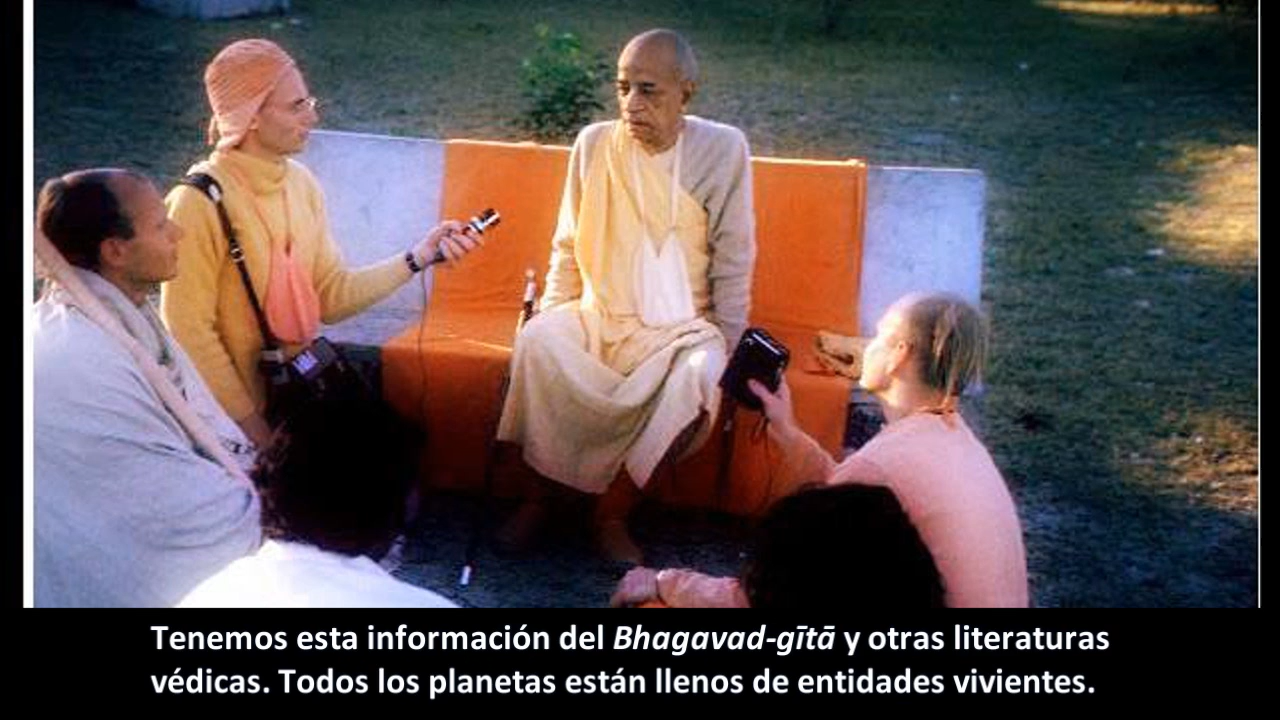 Tenemos esta información del Bhagavad-gītā y otras literaturas
védicas. Todos los planetas están llenos de entidades vivientes.